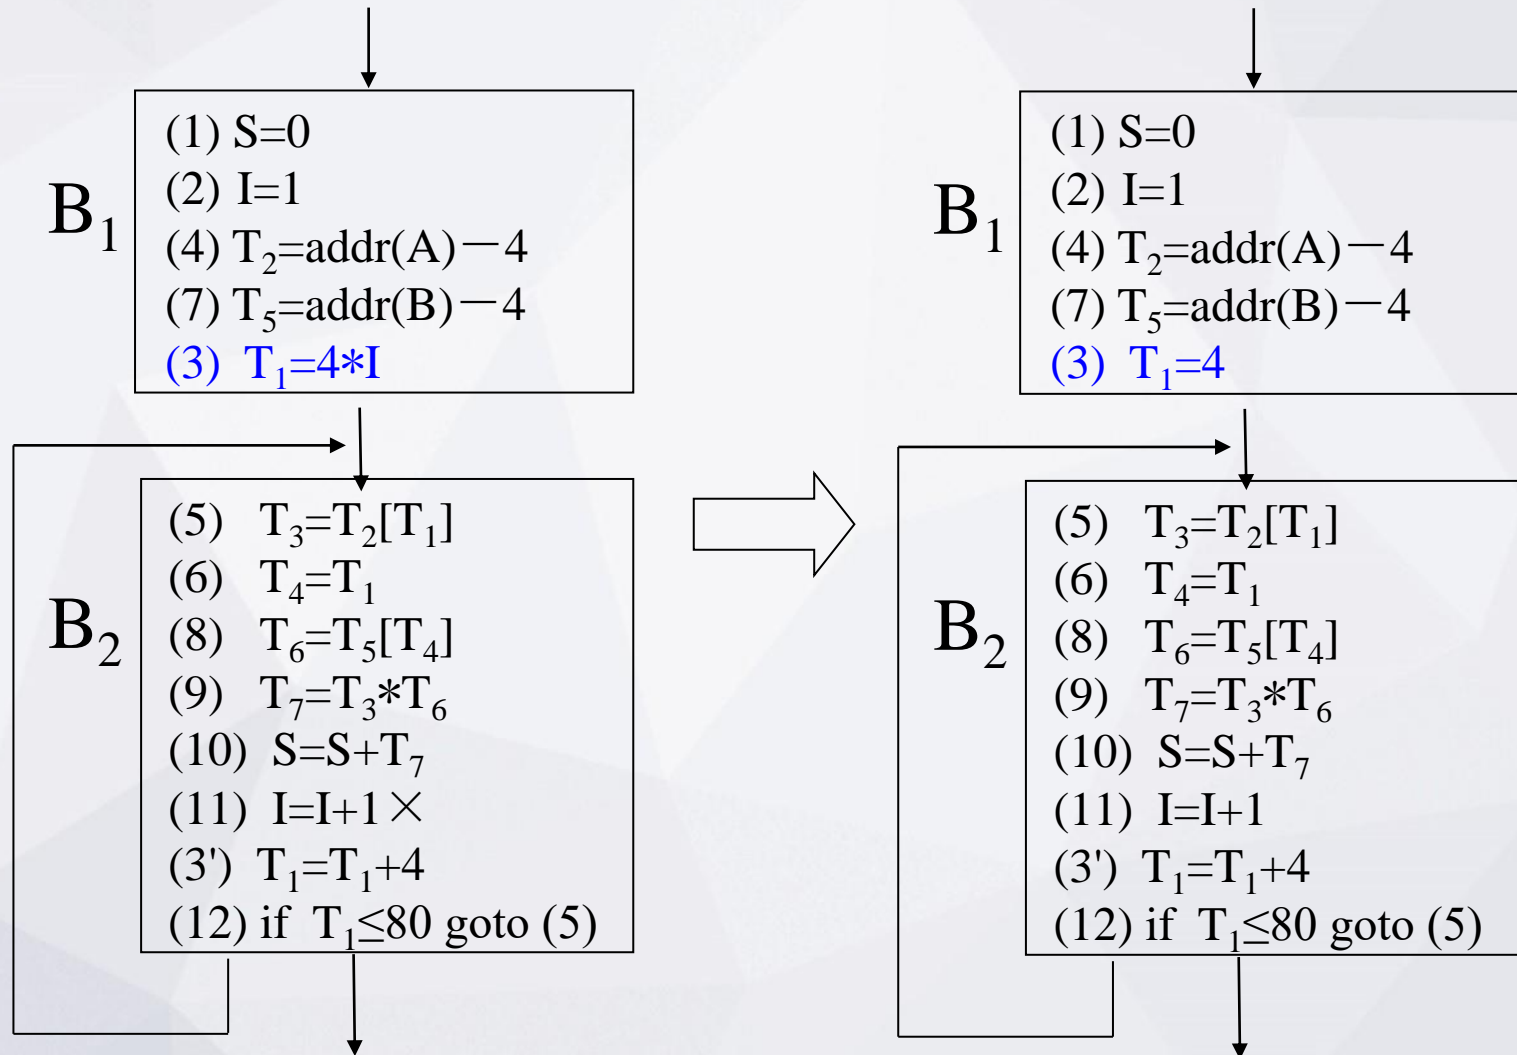 B₁
(1) S=0
(2) I=1
(4) T₂=addr(A)－4
(7) T₅=addr(B)－4
(3) T₁=4*I
B₂
(5) T₃=T₂[T₁]
(6) T₄=T₁
(8) T₆=T₅[T₄]
(9) T₇=T₃*T₆
(10) S=S+T₇
(11) I=I+1×
(3') T₁=T₁+4
(12) if T₁≤80 goto (5)
B₁
(1) S=0
(2) I=1
(4) T₂=addr(A)－4
(7) T₅=addr(B)－4
(3) T₁=4
B₂
(5) T₃=T₂[T₁]
(6) T₄=T₁
(8) T₆=T₅[T₄]
(9) T₇=T₃*T₆
(10) S=S+T₇
(11) I=I+1
(3') T₁=T₁+4
(12) if T₁≤80 goto (5)